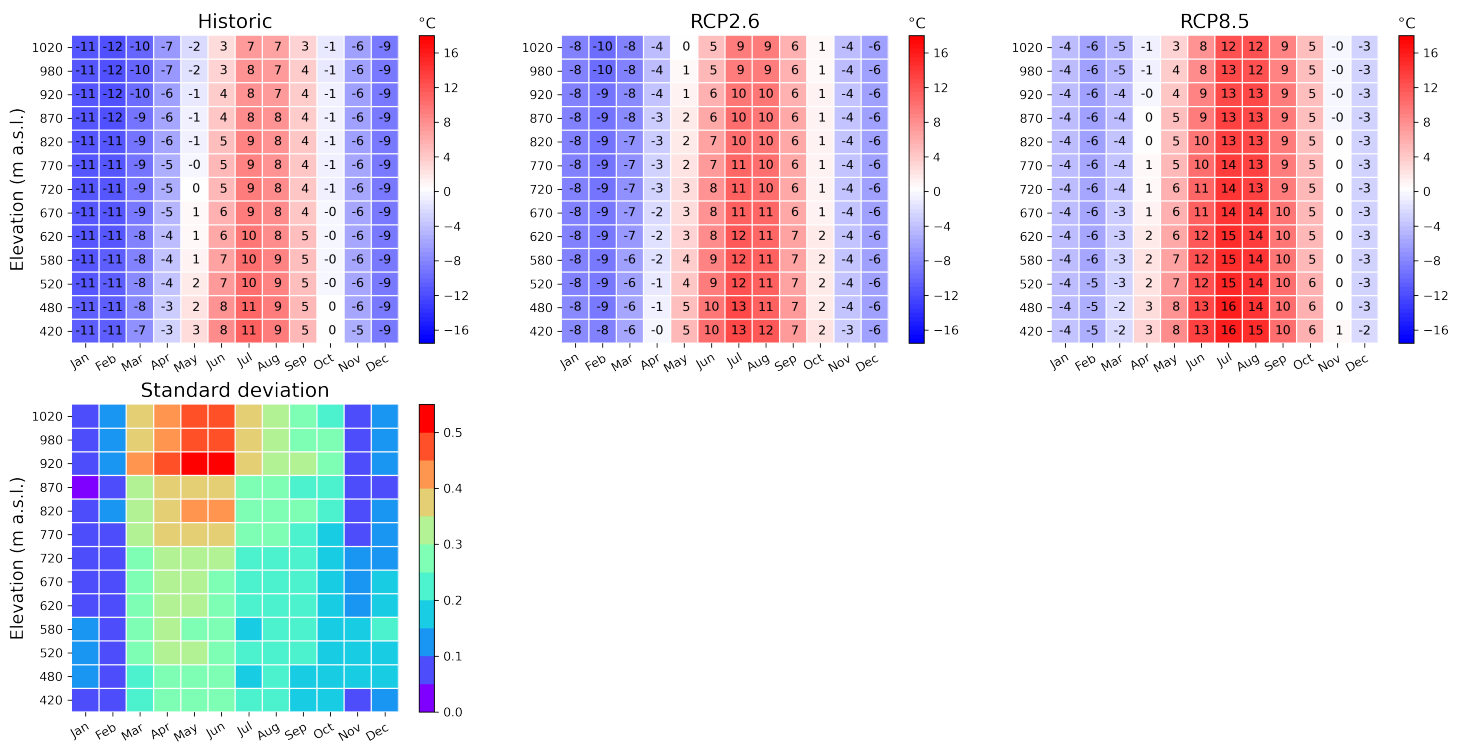 Historic
°C
1020 -11 -12 -10 -7 -2 3 7 7 3 -1 -6 -9
980 -11 -12 -10 -7 -2 3 8 7 4 -1 -6 -9
920 -11 -12 -10 -6 -1 4 8 7 4 -1 -6 -9
870 -11 -12 -9 -6 -1 4 8 8 4 -1 -6 -9
820 -11 -11 -9 -6 -1 5 9 8 4 -1 -6 -9
770 -11 -11 -9 -5 -0 5 9 8 4 -1 -6 -9
720 -11 -11 -9 -5 0 5 9 8 4 -1 -6 -9
670 -11 -11 -9 -5 1 6 9 8 4 -0 -6 -9
620 -11 -11 -8 -4 1 6 10 8 5 -0 -6 -9
580 -11 -11 -8 -4 1 7 10 9 5 -0 -6 -9
520 -11 -11 -8 -4 2 7 10 9 5 -0 -6 -9
480 -11 -11 -8 -3 2 8 11 9 5 0 -6 -9
420 -11 -11 -7 -3 3 8 11 9 5 0 -5 -9
Jan Feb Mar Apr May Jun Jul Aug Sep Oct Nov Dec
Elevation (m a.s.l.)
16
12
8
4
0
−4
−8
−12
−16
RCP2.6
°C
1020 -8 -10 -8 -4 0 5 9 9 6 1 -4 -6
980 -8 -10 -8 -4 1 5 9 9 6 1 -4 -6
920 -8 -9 -8 -4 1 6 10 10 6 1 -4 -6
870 -8 -9 -8 -4 2 6 10 10 6 1 -4 -6
820 -8 -9 -7 -3 2 7 10 10 6 1 -4 -6
770 -8 -9 -7 -3 2 7 11 10 6 1 -4 -6
720 -8 -9 -7 -3 3 8 11 10 6 1 -4 -6
670 -8 -9 -7 -2 3 8 11 11 6 1 -4 -6
620 -8 -9 -7 -2 3 8 12 11 7 2 -4 -6
580 -8 -9 -7 -2 4 9 12 11 7 2 -4 -6
520 -8 -9 -6 -1 4 9 12 11 7 2 -4 -6
480 -8 -9 -6 -1 5 10 13 11 7 2 -4 -6
420 -8 -8 -6 -0 5 10 13 12 7 2 -3 -6
Jan Feb Mar Apr May Jun Jul Aug Sep Oct Nov Dec
16
12
8
4
0
−4
−8
−12
−16
RCP8.5
°C
1020 -4 -6 -5 -1 3 8 12 12 9 5 -0 -3
980 -4 -6 -5 -1 4 8 13 12 9 5 -0 -3
920 -4 -6 -5 -0 4 9 13 13 9 5 -0 -3
870 -4 -6 -4 0 5 9 13 13 9 5 0 -3
820 -4 -6 -4 0 5 10 13 13 9 5 0 -3
770 -4 -6 -4 1 5 10 14 13 9 5 0 -3
720 -4 -6 -4 1 6 11 14 13 9 5 0 -3
670 -4 -6 -3 1 6 11 14 14 10 5 0 -3
620 -4 -6 -3 2 6 12 15 14 10 5 0 -3
580 -4 -6 -3 2 7 12 15 14 10 5 0 -3
520 -4 -5 -3 2 7 12 15 14 10 5 0 -3
480 -4 -5 -2 3 8 13 16 14 10 6 0 -3
420 -4 -5 -2 3 8 13 16 15 10 6 1 -2
Jan Feb Mar Apr May Jun Jul Aug Sep Oct Nov Dec
16
12
8
4
0
−4
−8
−12
−16
Standard deviation
1020
980
920
870
820
770
720
670
620
580
520
480
420
Jan Feb Mar Apr May Jun Jul Aug Sep Oct Nov Dec
Elevation (m a.s.l.)
0.5
0.4
0.3
0.2
0.1
0.0